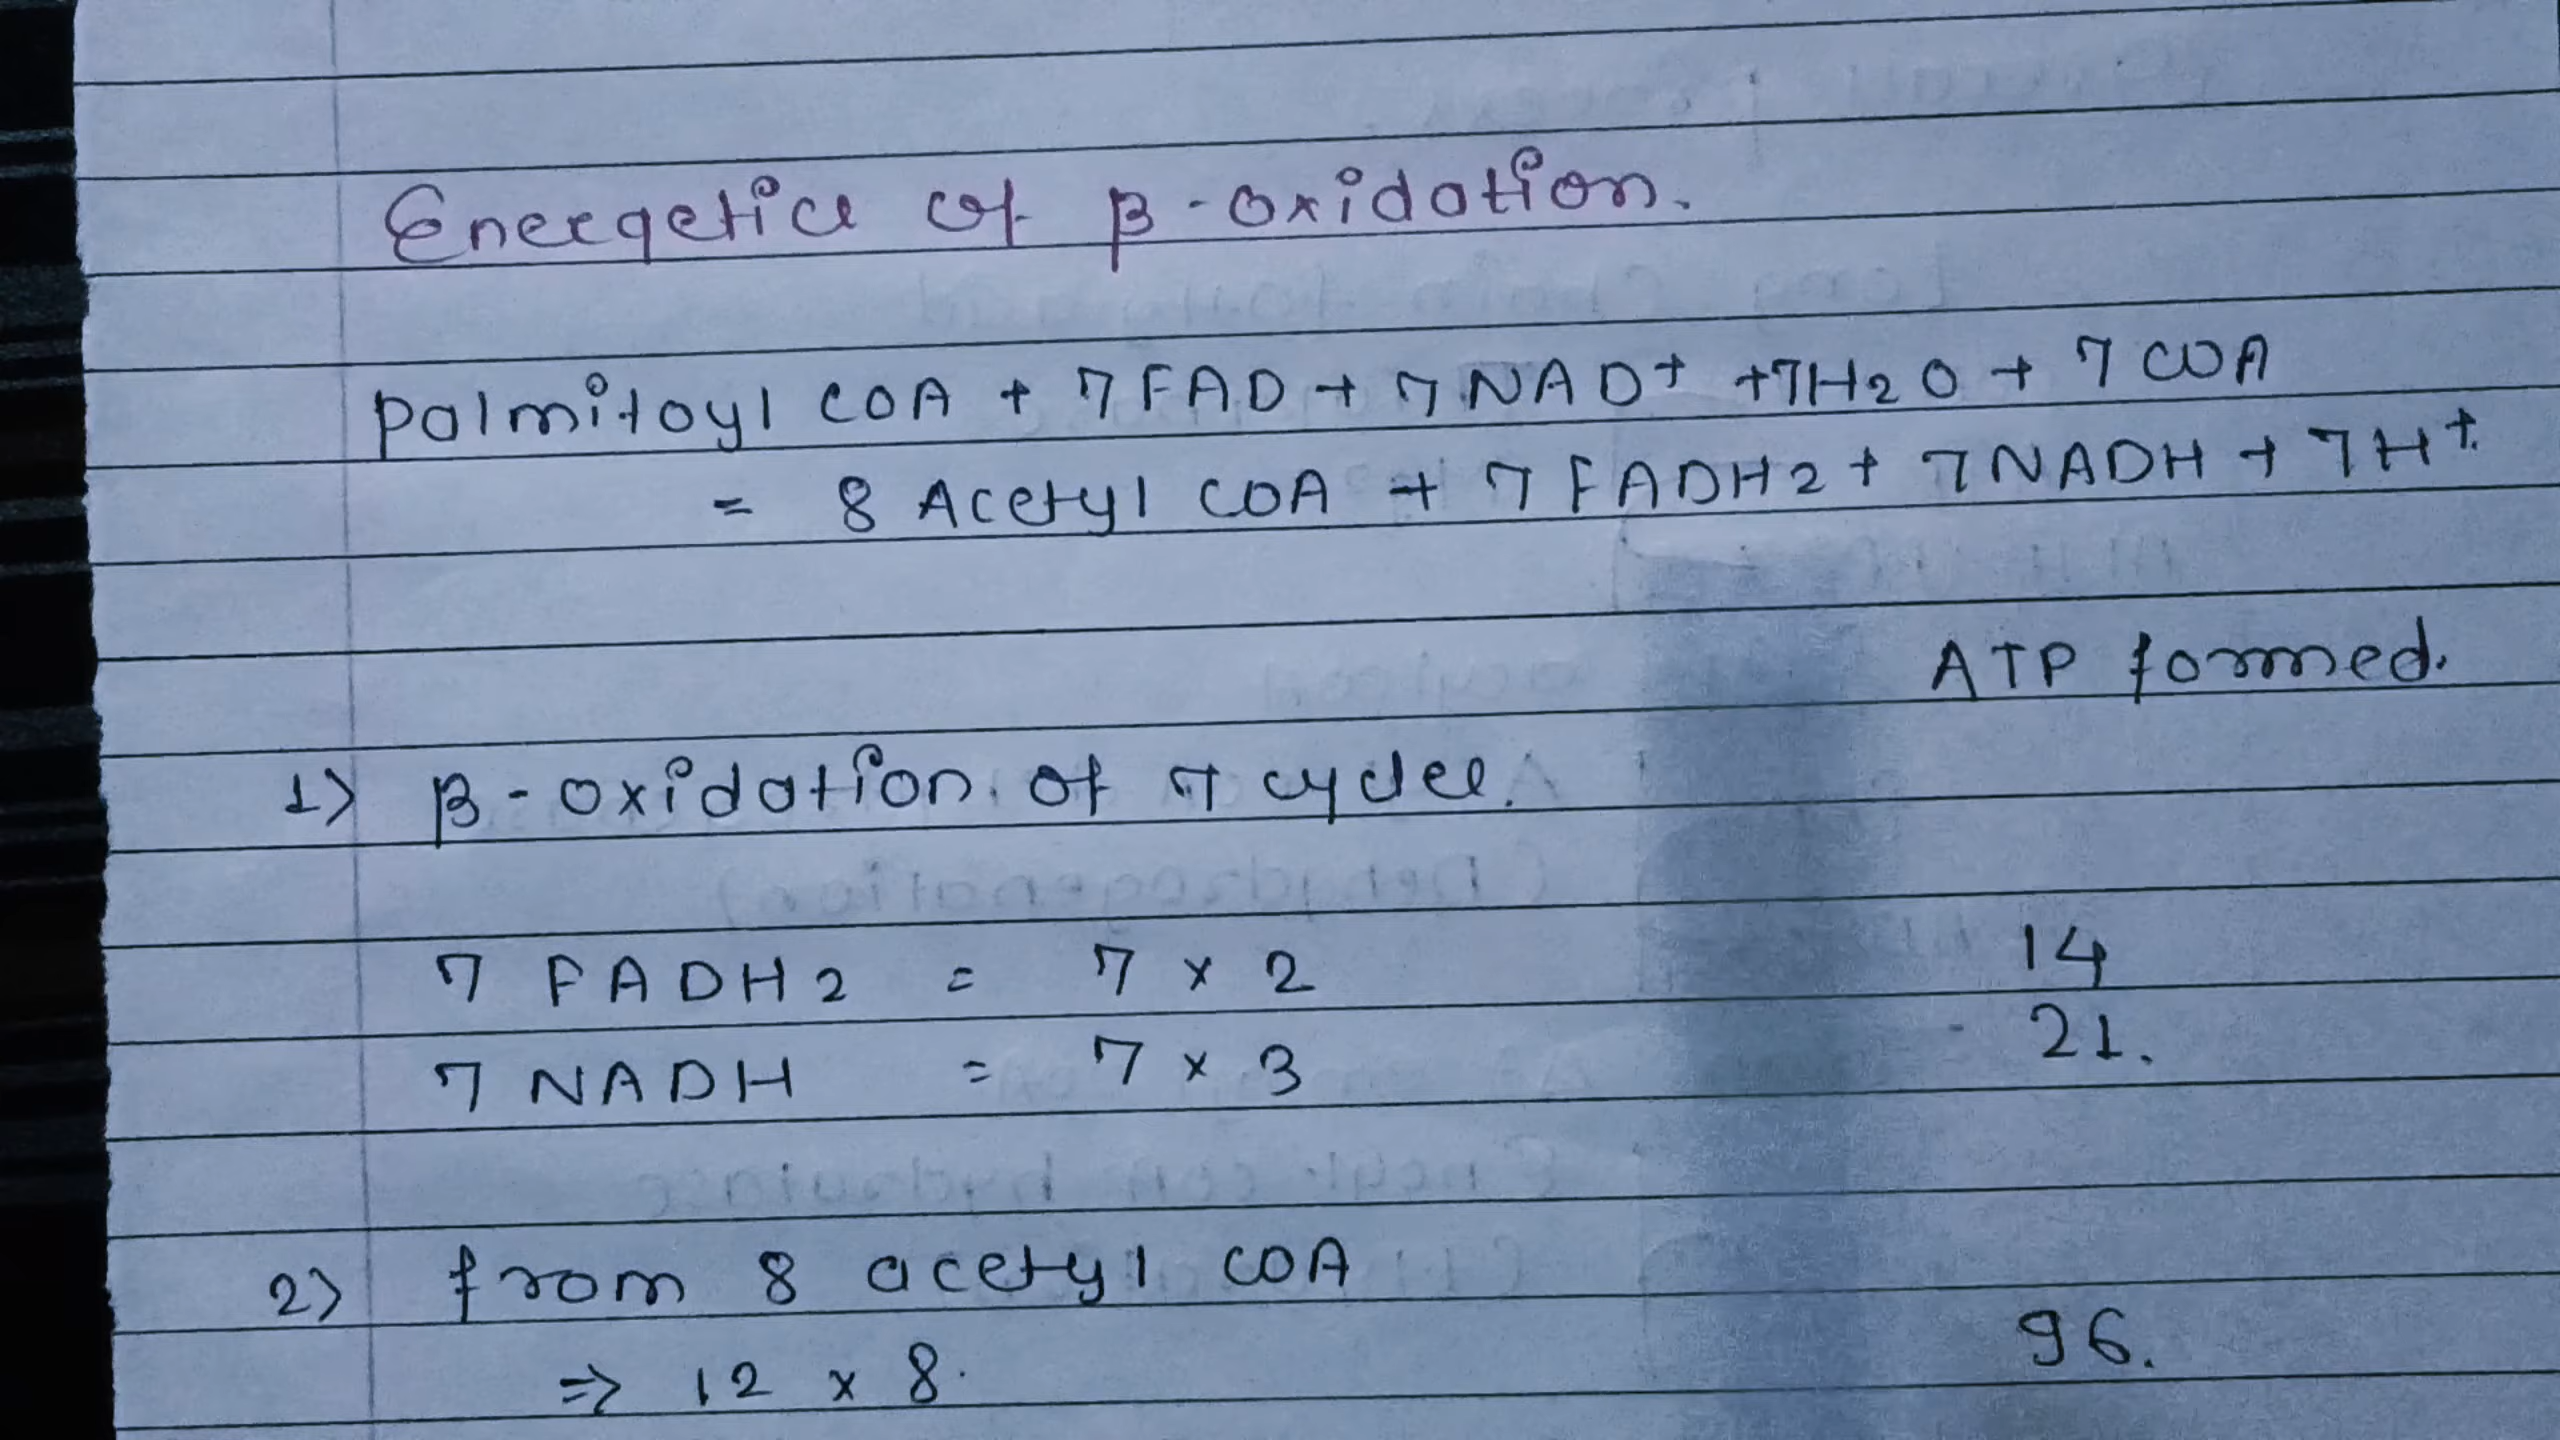 Energetics of β-oxidation.
Palmitoyl COA + 7 FAD + 7 NAD+ +7H2O + 7 COA
= 8 Acetyl COA + 7 FADH2 + 7 NADH + 7H+.
ATP formed.
1) β-oxidation of 7 cycles.
7 FADH2 = 7 x 2 14
7 NADH = 7 x 3 21.
2) from 8 acetyl COA
⇒ 12 x 8. 96.